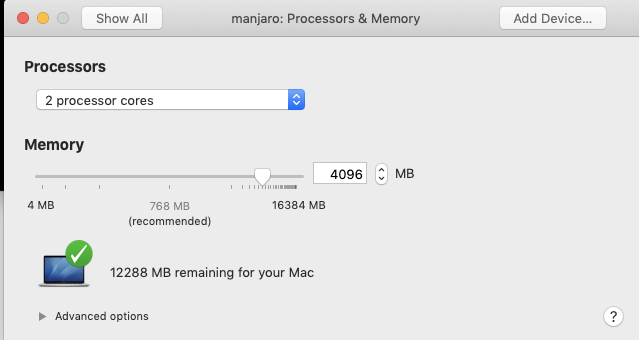 Show All
manjaro: Processors & Memory
Add Device...
Processors
2 processor cores
Memory
4096 MB
4 MB
768 MB
16384 MB
(recommended)
12288 MB remaining for your Mac
Advanced options
?